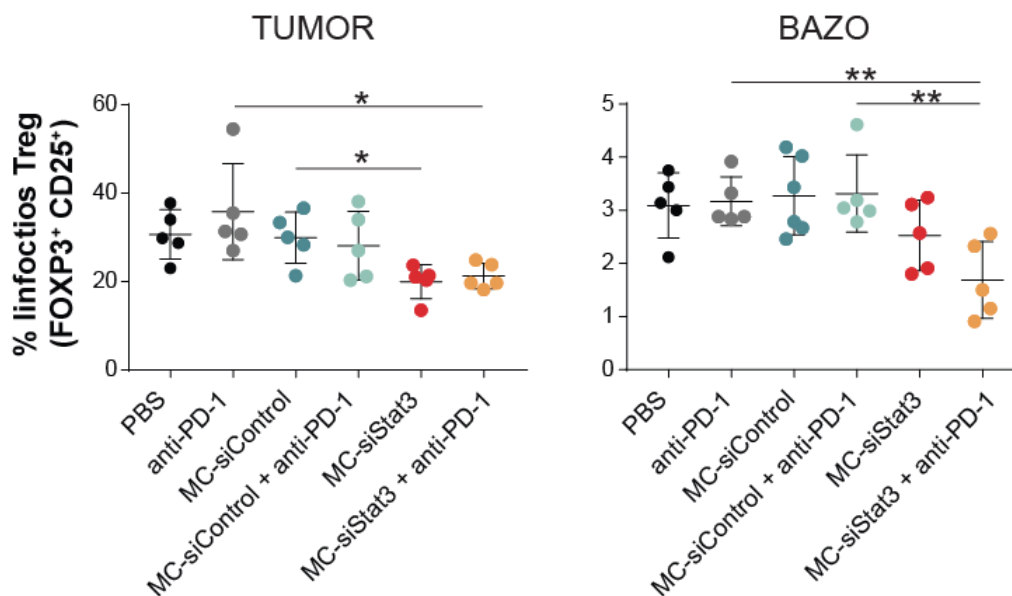 TUMOR
% linfoctios Treg
(FOXP3⁺ CD25⁺)
60
40
20
0
*
*
PBS
anti-PD-1
MC-siControl
MC-siControl + anti-PD-1
MC-siStat3
MC-siStat3 + anti-PD-1
BAZO
5
4
3
2
1
0
**
**
PBS
anti-PD-1
MC-siControl
MC-siControl + anti-PD-1
MC-siStat3
MC-siStat3 + anti-PD-1